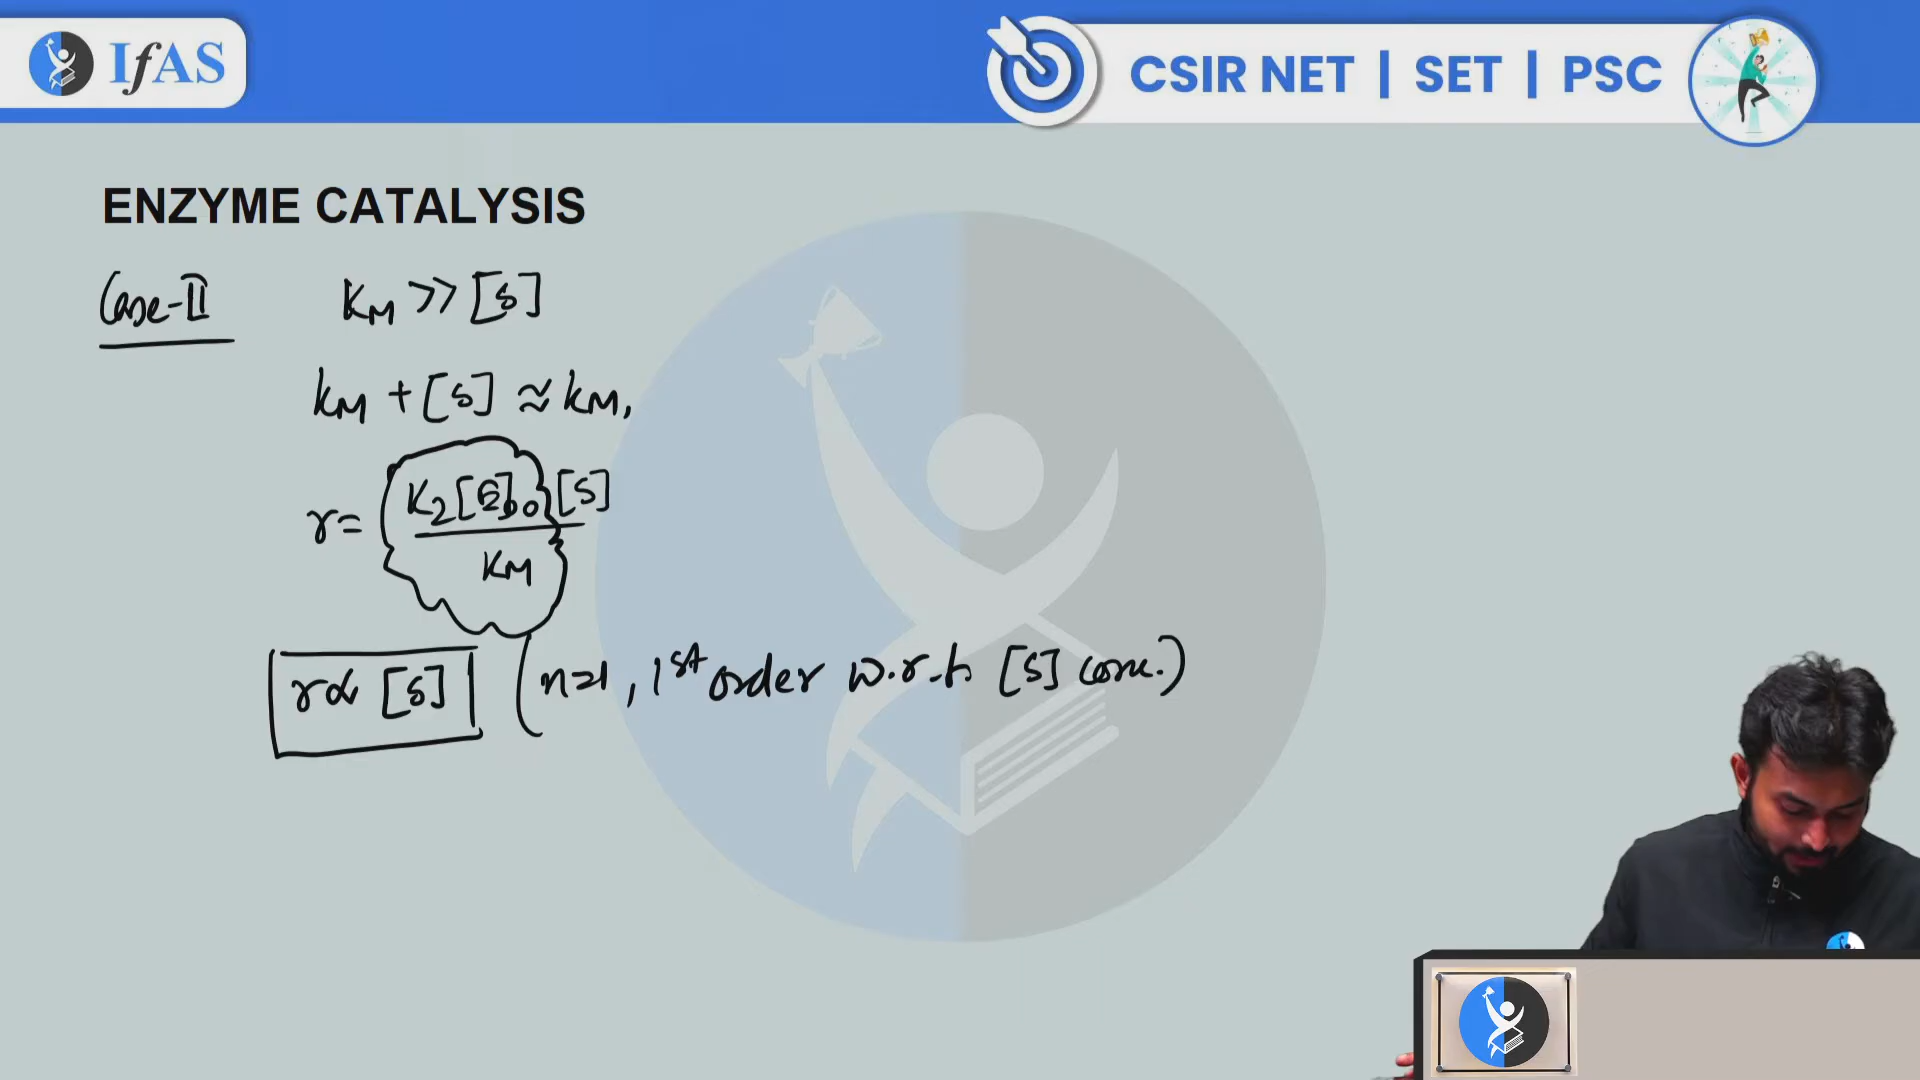 IfAS
CSIR NET | SET | PSC
ENZYME CATALYSIS
Case-II KM >> [S]
KM + [S] ≈ KM,
r = K2[E]0 [S] / KM
r ∝ [S] (n=1, 1st order w.r.t [S] conc.)